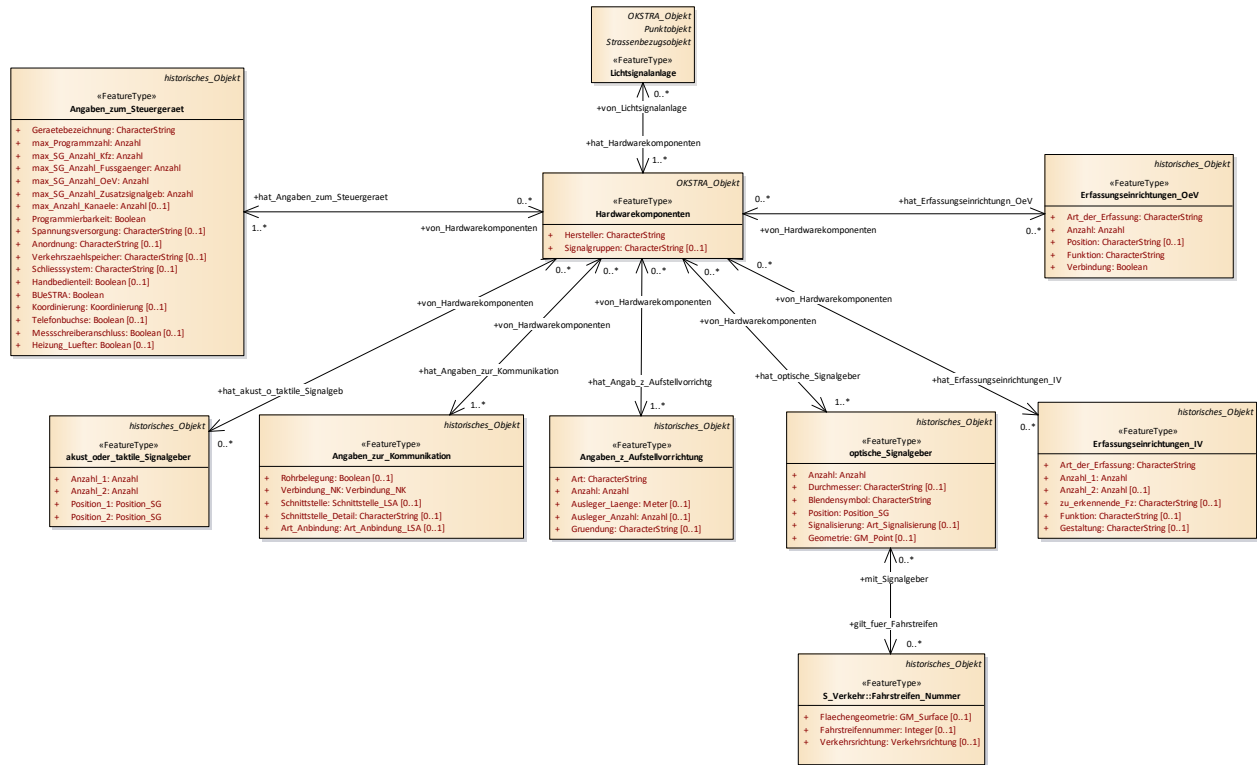 OKSTRA_Objekt
Punktobjekt
Strassenbezugsobjekt
«FeatureType»
Lichtsignalanlage
0..*
+von_Lichtsignalanlage
+hat_Hardwarekomponenten
1..*
historisches_Objekt
«FeatureType»
Angaben_zum_Steuergeraet
+ Geraetebezeichnung: CharacterString
+ max_Programmzahl: Anzahl
+ max_SG_Anzahl_Kfz: Anzahl
+ max_SG_Anzahl_Fussgaenger: Anzahl
+ max_SG_Anzahl_OeV: Anzahl
+ max_SG_Anzahl_Zusatzsignalgeb: Anzahl
+ max_Anzahl_Kanaele: Anzahl [0..1]
+ Programmierbarkeit: Boolean
+ Spannungsversorgung: CharacterString [0..1]
+ Anordnung: CharacterString [0..1]
+ Verkehrszaehlspeicher: CharacterString [0..1]
+ Schliesssystem: CharacterString [0..1]
+ Handbedienteil: Boolean [0..1]
+ BUeSTRA: Boolean
+ Koordinierung: Koordinierung [0..1]
+ Telefonbuchse: Boolean [0..1]
+ Messschreiberanschluss: Boolean [0..1]
+ Heizung_Luefter: Boolean [0..1]
+hat_Angaben_zum_Steuergeraet
0..*
1..*
+von_Hardwarekomponenten
OKSTRA_Objekt
«FeatureType»
Hardwarekomponenten
+ Hersteller: CharacterString
+ Signalgruppen: CharacterString [0..1]
0..*
+hat_Erfassungseinrichtungn_OeV
+von_Hardwarekomponenten
0..*
historisches_Objekt
«FeatureType»
Erfassungseinrichtungen_OeV
+ Art_der_Erfassung: CharacterString
+ Anzahl: Anzahl
+ Position: CharacterString [0..1]
+ Funktion: CharacterString
+ Verbindung: Boolean
0..*
0..*
0..*
0..*
0..*
+von_Hardwarekomponenten
+von_Hardwarekomponenten
+von_Hardwarekomponenten
+von_Hardwarekomponenten
+von_Hardwarekomponenten
+hat_akust_o_taktile_Signalgeb
+hat_Angaben_zur_Kommunikation
+hat_Angab_z_Aufstellvorrichtg
+hat_optische_Signalgeber
+hat_Erfassungseinrichtungen_IV
0..*
1..*
1..*
1..*
0..*
historisches_Objekt
«FeatureType»
akust_oder_taktile_Signalgeber
+ Anzahl_1: Anzahl
+ Anzahl_2: Anzahl
+ Position_1: Position_SG
+ Position_2: Position_SG
historisches_Objekt
«FeatureType»
Angaben_zur_Kommunikation
+ Rohrbelegung: Boolean [0..1]
+ Verbindung_NK: Verbindung_NK
+ Schnittstelle: Schnittstelle_LSA [0..1]
+ Schnittstelle_Detail: CharacterString [0..1]
+ Art_Anbindung: Art_Anbindung_LSA [0..1]
historisches_Objekt
«FeatureType»
Angaben_z_Aufstellvorrichtung
+ Art: CharacterString
+ Anzahl: Anzahl
+ Ausleger_Laenge: Meter [0..1]
+ Ausleger_Anzahl: Anzahl [0..1]
+ Gruendung: CharacterString [0..1]
historisches_Objekt
«FeatureType»
optische_Signalgeber
+ Anzahl: Anzahl
+ Durchmesser: CharacterString [0..1]
+ Blendensymbol: CharacterString
+ Position: Position_SG
+ Signalisierung: Art_Signalisierung [0..1]
+ Geometrie: GM_Point [0..1]
historisches_Objekt
«FeatureType»
Erfassungseinrichtungen_IV
+ Art_der_Erfassung: CharacterString
+ Anzahl_1: Anzahl
+ Anzahl_2: Anzahl [0..1]
+ zu_erkennende_Fz: CharacterString [0..1]
+ Funktion: CharacterString [0..1]
+ Gestaltung: CharacterString [0..1]
0..*
+mit_Signalgeber
+gilt_fuer_Fahrstreifen
0..*
historisches_Objekt
«FeatureType»
S_Verkehr::Fahrstreifen_Nummer
+ Flaechengeometrie: GM_Surface [0..1]
+ Fahrstreifennummer: Integer [0..1]
+ Verkehrsrichtung: Verkehrsrichtung [0..1]